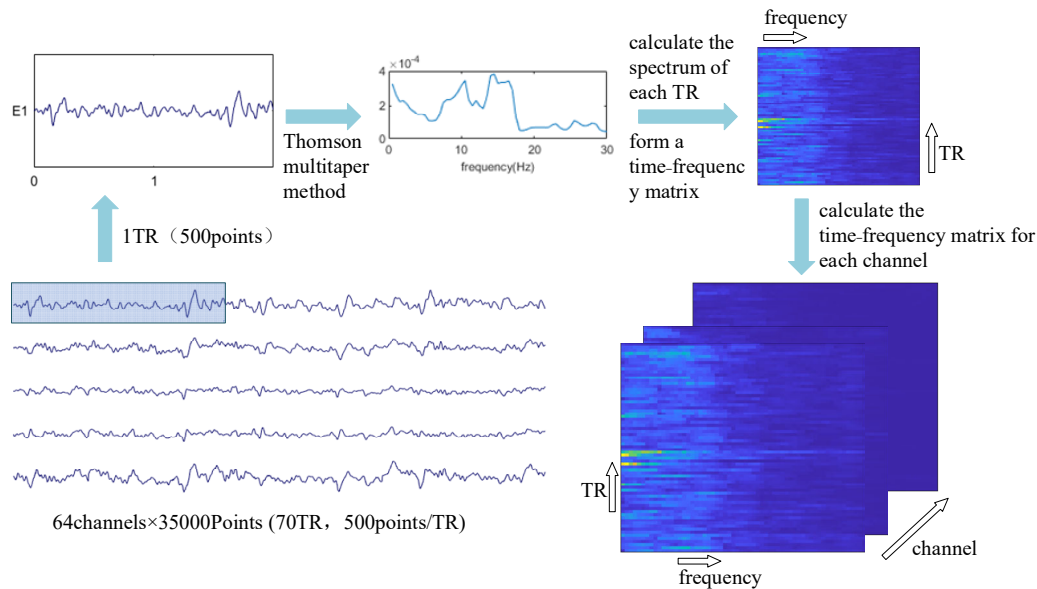 E1
0
1
1TR（500points）
Thomson
multitaper
method
×10⁻⁴
4
2
0
0
10
20
30
frequency(Hz)
calculate the
spectrum of
each TR
form a
time-frequenc
y matrix
frequency
TR
calculate the
time-frequency matrix for
each channel
64channels×35000Points (70TR，500points/TR)
TR
frequency
channel